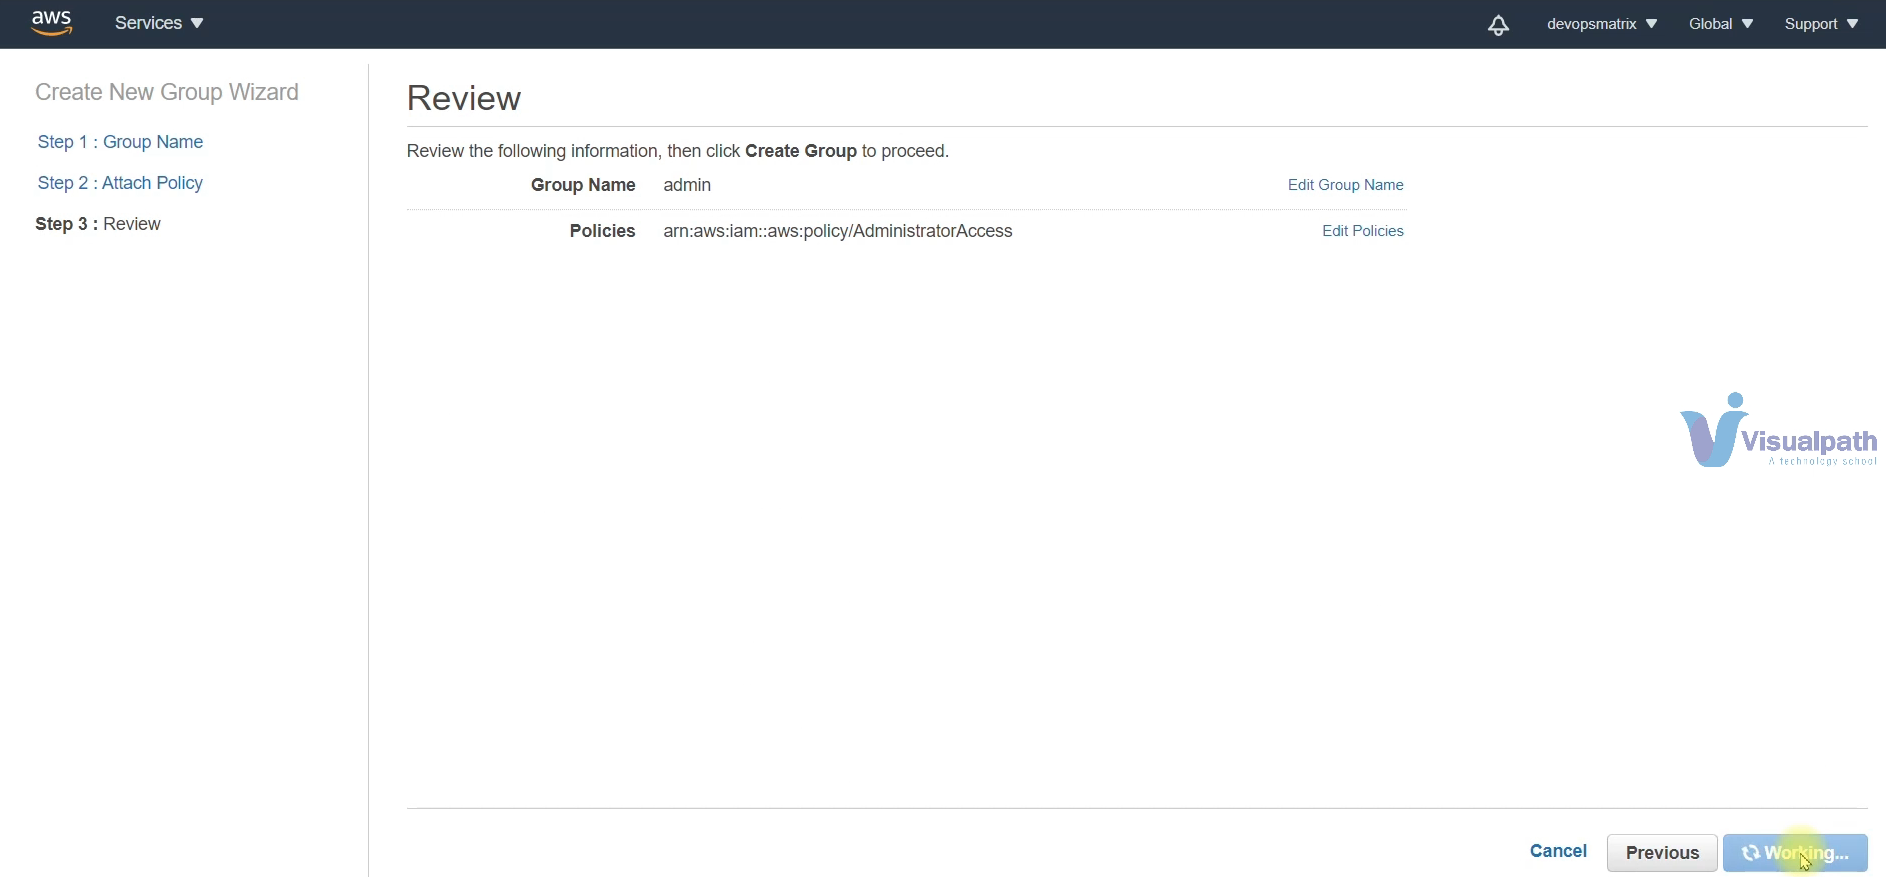 aws Services devopsmatrix Global Support
Create New Group Wizard
Step 1 : Group Name
Step 2 : Attach Policy
Step 3 : Review
Review
Review the following information, then click Create Group to proceed.
Group Name admin Edit Group Name
Policies arn:aws:iam::aws:policy/AdministratorAccess Edit Policies
Visualpath
A technology school
Cancel Previous Working...